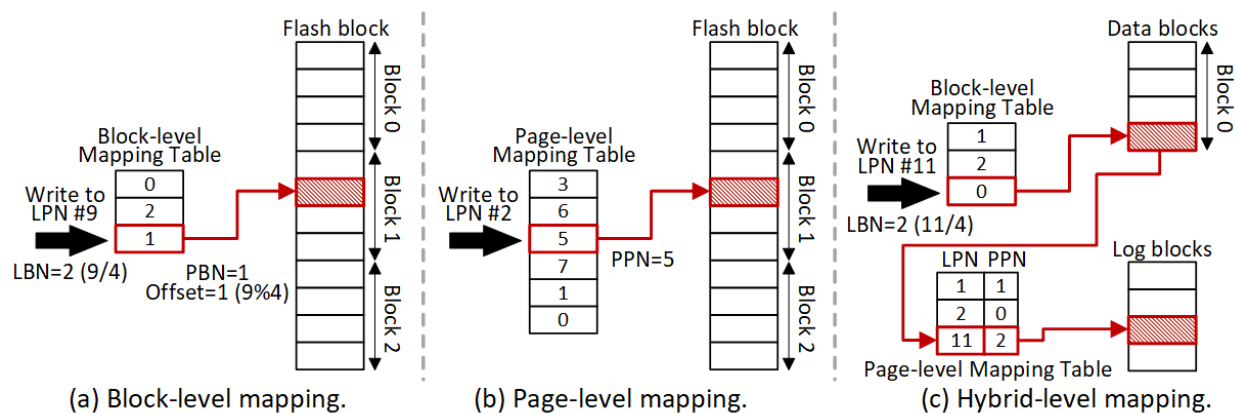 Flash block
Block-level
Mapping Table
0
2
1
Write to
LPN #9
LBN=2 (9/4)
PBN=1
Offset=1 (9%4)
Block 0
Block 1
Block 2
(a) Block-level mapping.
Flash block
Page-level
Mapping Table
3
6
5
7
1
0
Write to
LPN #2
PPN=5
Block 0
Block 1
Block 2
(b) Page-level mapping.
Data blocks
Block 0
Block-level
Mapping Table
1
2
0
Write to
LPN #11
LBN=2 (11/4)
LPN PPN
1 1
2 0
11 2
Page-level Mapping Table
Log blocks
(c) Hybrid-level mapping.